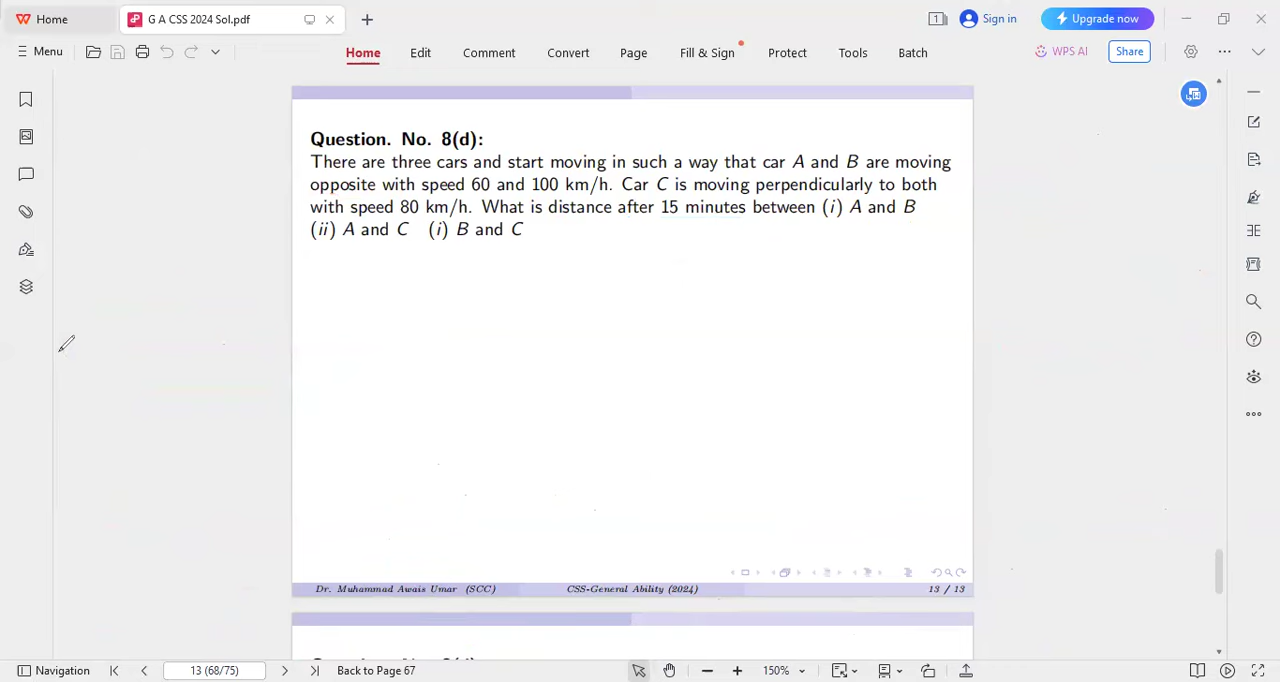 Home
G A CSS 2024 Sol.pdf
1
Sign in
Upgrade now
Menu
Home
Edit
Comment
Convert
Page
Fill & Sign
Protect
Tools
Batch
WPS AI
Share
Question. No. 8(d):
There are three cars and start moving in such a way that car A and B are moving
opposite with speed 60 and 100 km/h. Car C is moving perpendicularly to both
with speed 80 km/h. What is distance after 15 minutes between (i) A and B
(ii) A and C (i) B and C
Dr. Muhammad Awais Umar (SCC) CSS-General Ability (2024) 13 / 13
Navigation
13 (68/75)
Back to Page 67
150%